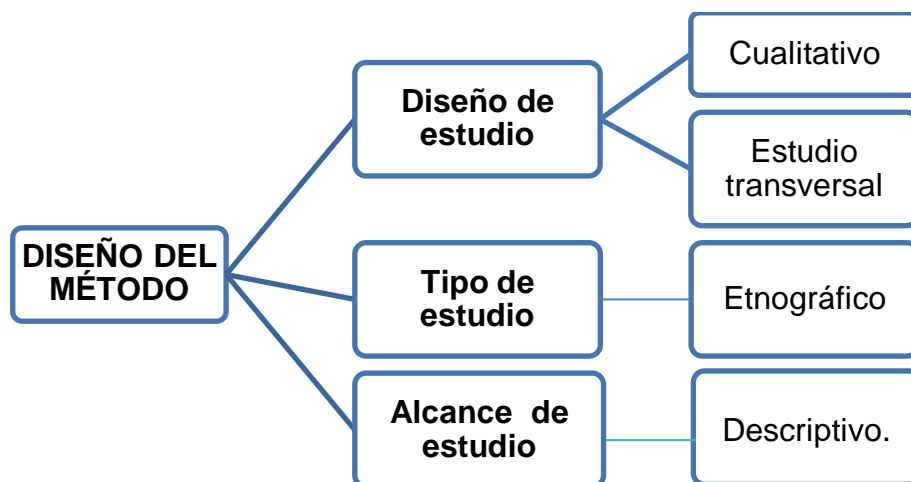 DISEÑO DEL
MÉTODO
Diseño de
estudio
Cualitativo
Estudio
transversal
Tipo de
estudio
Etnográfico
Alcance de
estudio
Descriptivo.